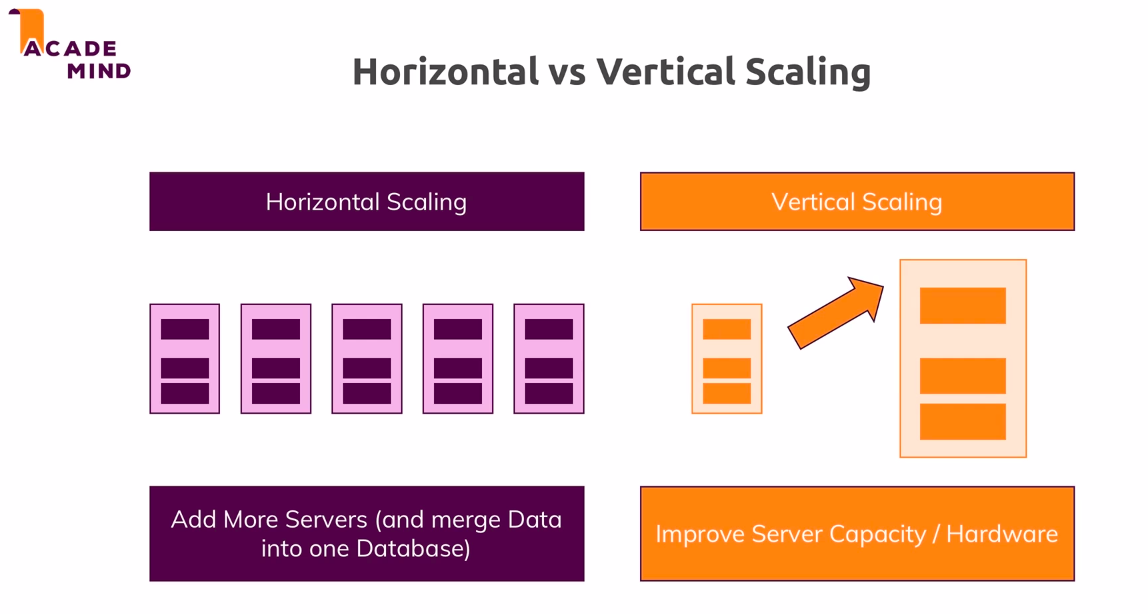 ACADE
MIND
Horizontal vs Vertical Scaling
Horizontal Scaling
Vertical Scaling
Add More Servers (and merge Data
into one Database)
Improve Server Capacity / Hardware